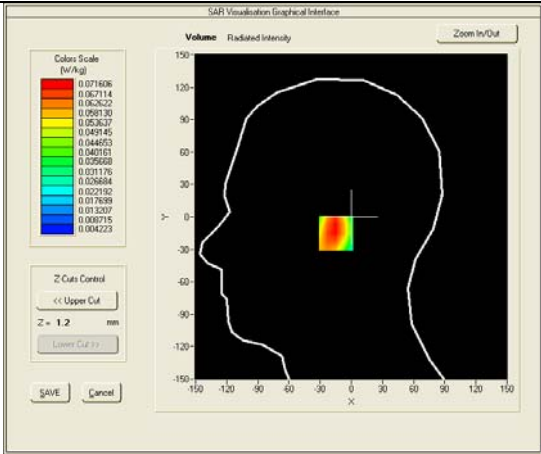 SAR Visualisation Graphical Interface
Volume Radiated Intensity
Zoom In/Out
Colors Scale
(W/kg)
0.071606
0.067114
0.062622
0.058130
0.053637
0.049145
0.044653
0.040161
0.035668
0.031176
0.026684
0.022192
0.017699
0.013207
0.008715
0.004223
Z-Cuts Control
<< Upper Cut
Z = 1.2 mm
Lower Cut >>
SAVE Cancel
150
120
90
60
30
0
-30
-60
-90
-120
-150
Y
-150 -120 -90 -60 -30 0 30 60 90 120 150
X